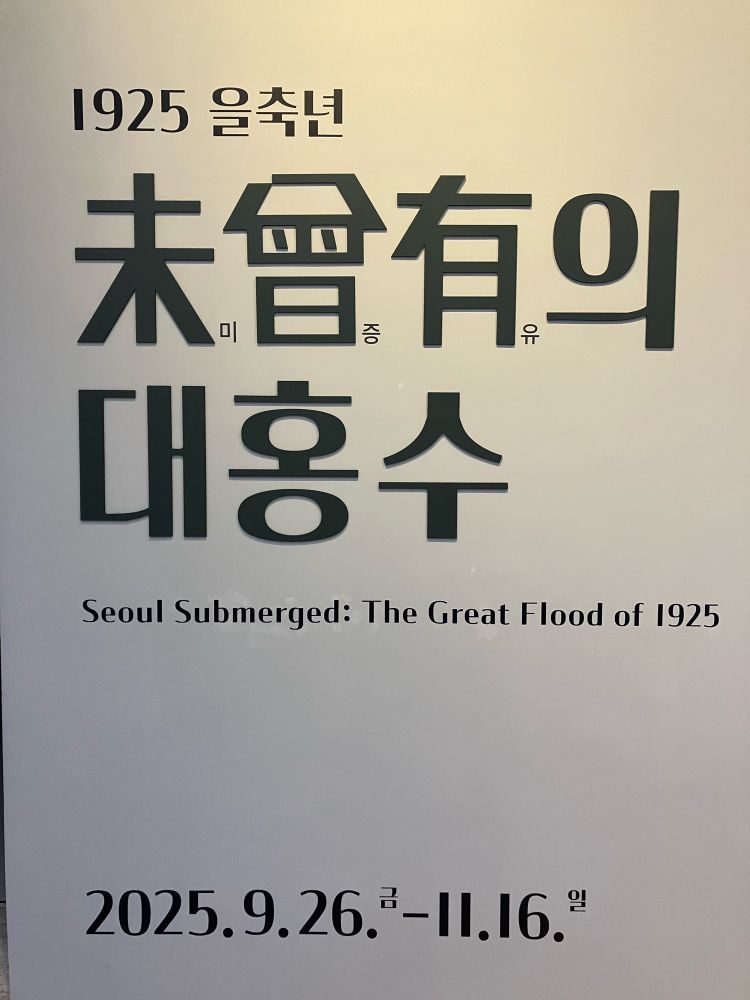 1925 을축년
未미曾증有유의
대홍수
Seoul Submerged: The Great Flood of 1925
2025.9.26.금-11.16.일